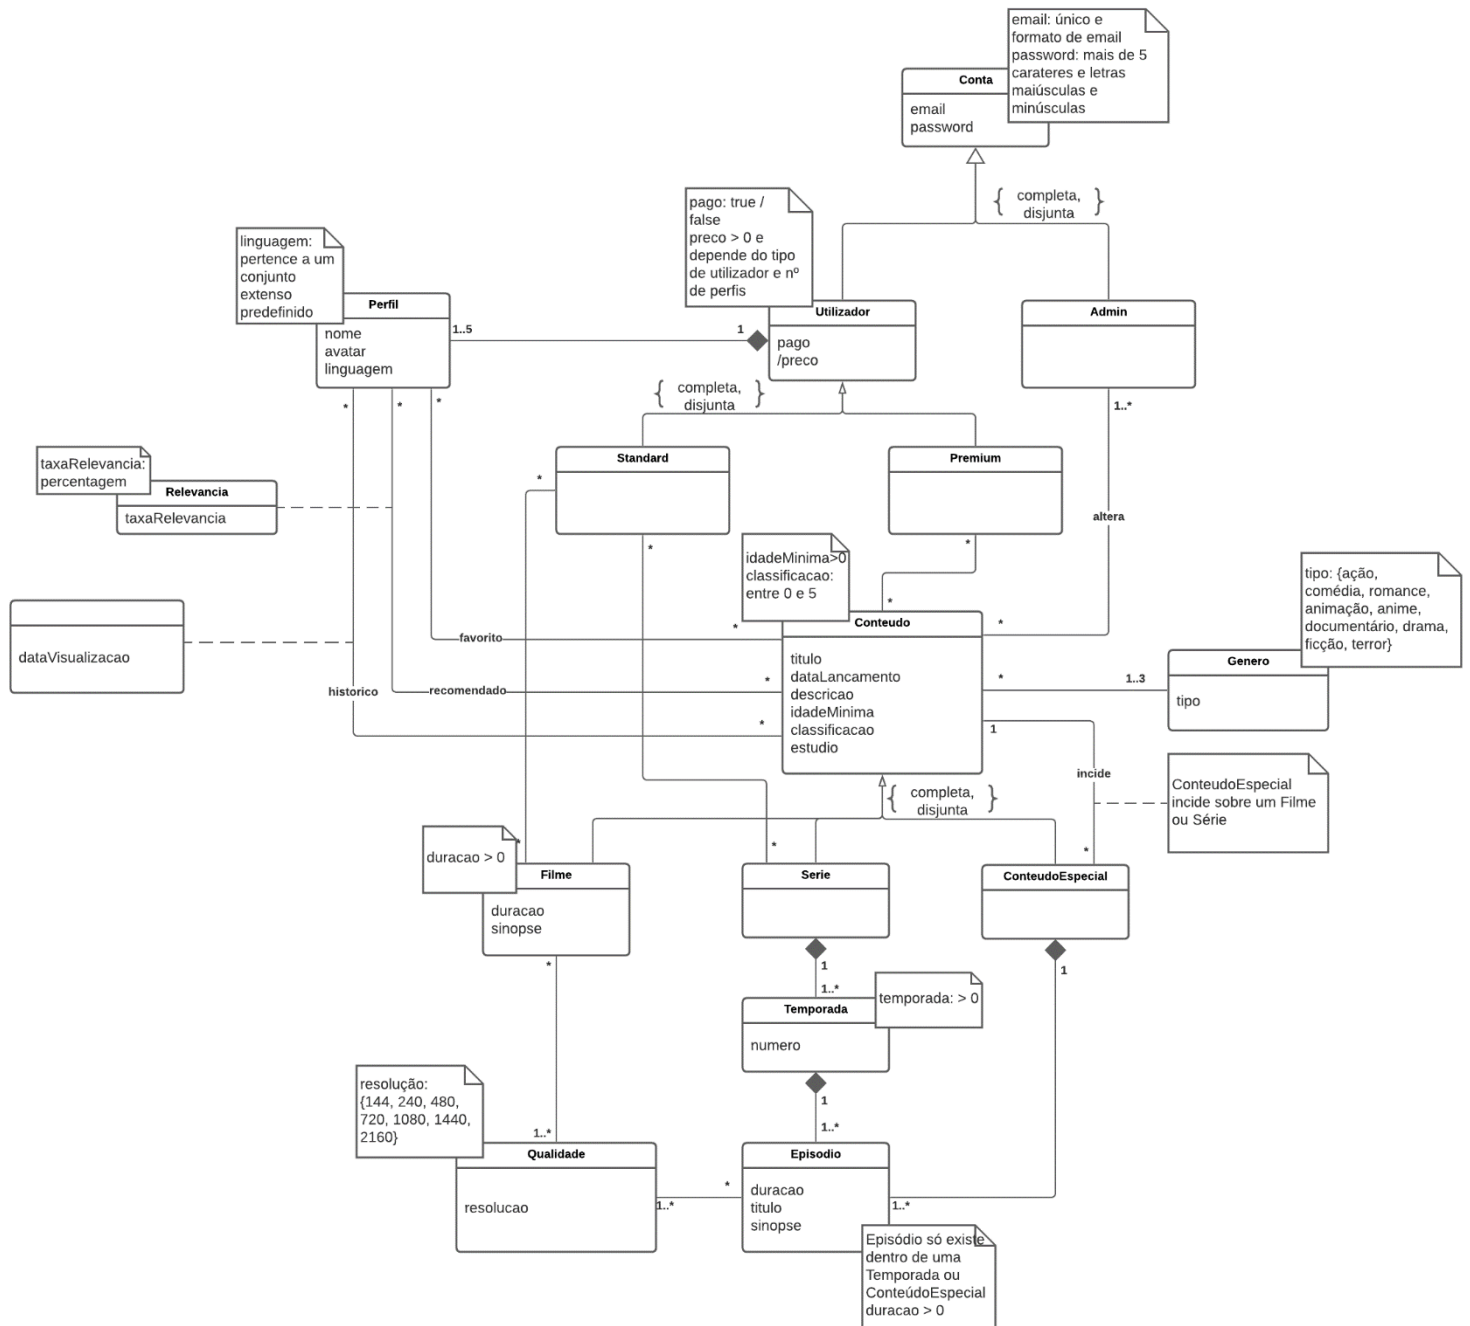 email: único e
formato de email
password: mais de 5
carateres e letras
maiúsculas e
minúsculas
Conta
email
password
{ completa,
disjunta }
pago: true /
false
preco > 0 e
depende do tipo
de utilizador e nº
de perfis
linguagem:
pertence a um
conjunto
extenso
predefinido
Perfil
nome
avatar
linguagem
1..5
1
Utilizador
pago
/preco
Admin
{ completa,
disjunta }
*
*
*
1..*
taxaRelevancia:
percentagem
Relevancia
taxaRelevancia
Standard
Premium
*
*
*
altera
idadeMinima>0
classificacao:
entre 0 e 5
tipo: {ação,
comédia, romance,
animação, anime,
documentário, drama,
ficção, terror}
dataVisualizacao
*
*
*
favorito
Conteudo
titulo
dataLancamento
descricao
idadeMinima
classificacao
estudio
Genero
tipo
*
1..3
*
recomendado
historico
*
1
incide
ConteudoEspecial
incide sobre um Filme
ou Série
{ completa,
disjunta }
duracao > 0
*
*
*
Filme
duracao
sinopse
Serie
ConteudoEspecial
*
1
1
1..*
temporada: > 0
Temporada
numero
resolução:
{144, 240, 480,
720, 1080, 1440,
2160}
1
1..*
1..*
Qualidade
resolucao
Episodio
duracao
titulo
sinopse
*
1..*
1..*
Episódio só existe
dentro de uma
Temporada ou
ConteúdoEspecial
duracao > 0